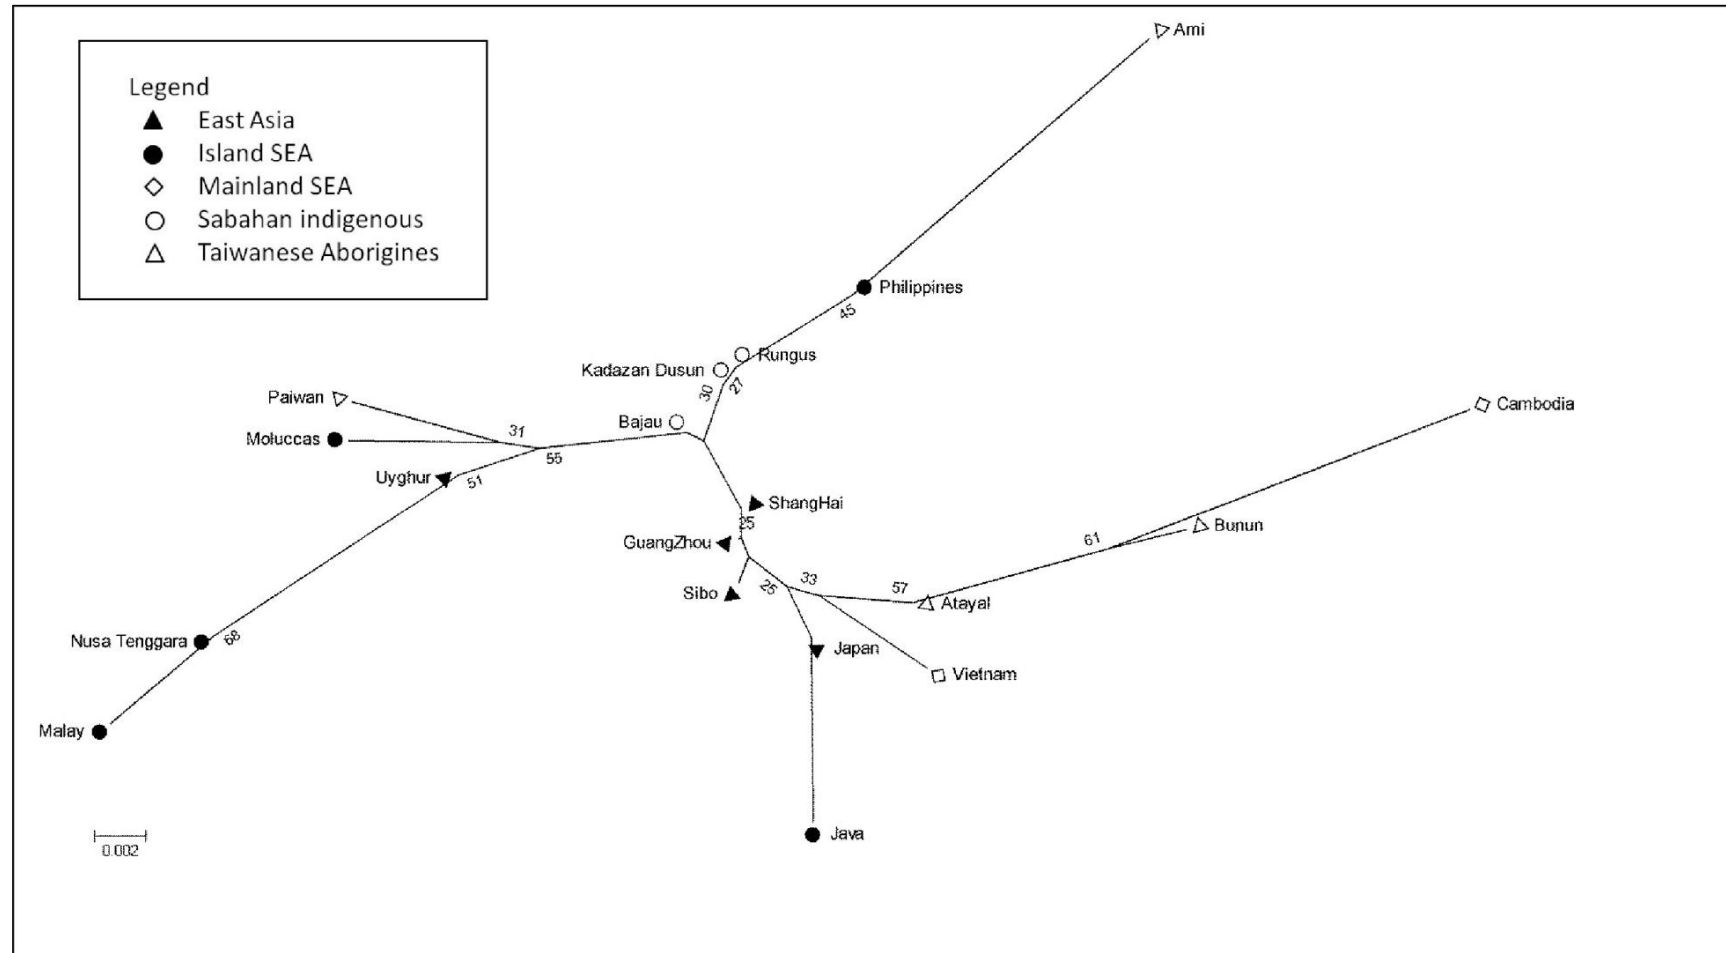 Legend
East Asia
Island SEA
Mainland SEA
Sabahan indigenous
Taiwanese Aborigines
Ami
Philippines
45
Rungus
Kadazan Dusun
30
27
Paiwan
Bajau
Moluccas
31
55
Uyghur
51
Cambodia
ShangHai
25
GuangZhou
Bunun
61
Sibo
25
33
57
Atayal
Nusa Tenggara
68
Japan
Vietnam
Malay
Java
0.002